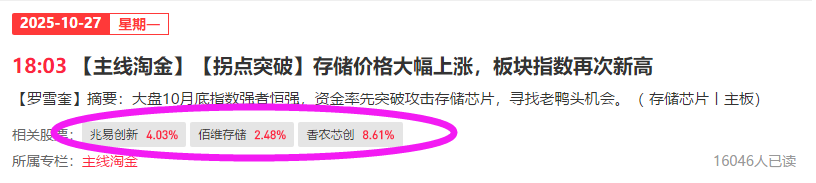 2025-10-27 星期一
18:03 【主线淘金】【拐点突破】存储价格大幅上涨，板块指数再次新高
【罗雪奎】摘要：大盘10月底指数强者恒强，资金率先突破攻击存储芯片，寻找老鸭头机会。（ 存储芯片丨主板）
相关股票： 兆易创新 4.03% 佰维存储 2.48% 香农芯创 8.61%
所属专栏：主线淘金 16046人已读